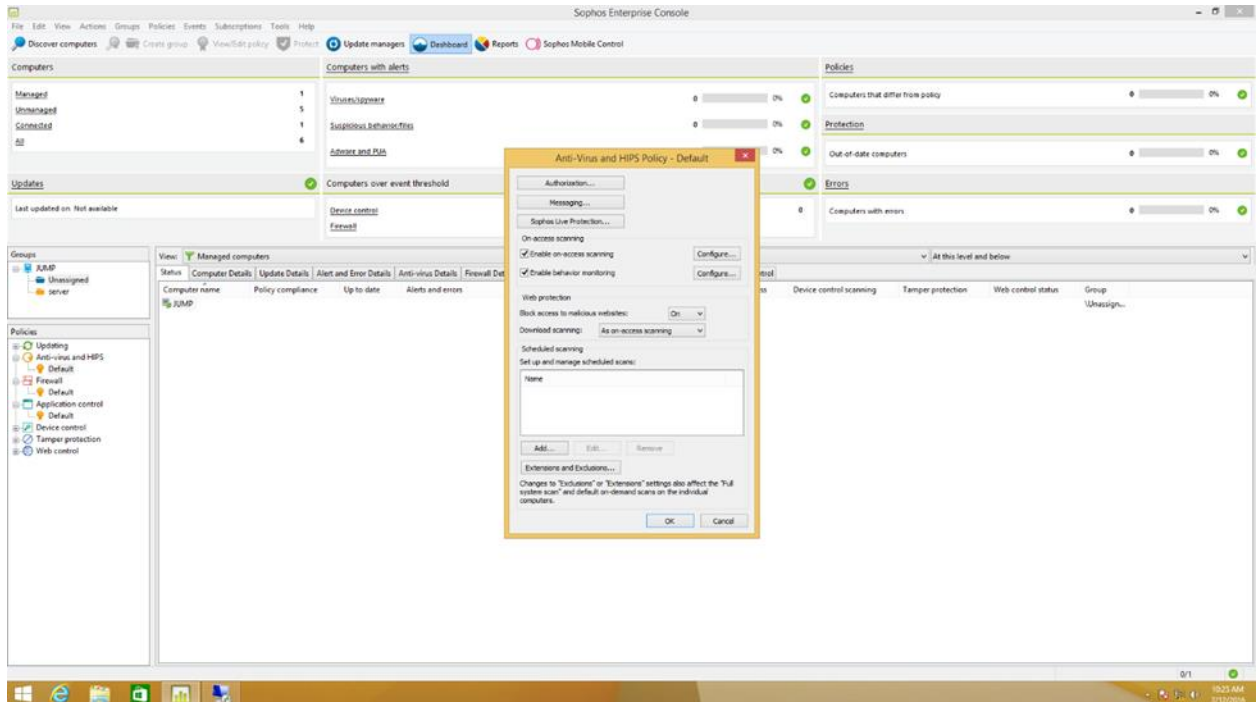 Sophos Enterprise Console
File Edit View Actions Groups Policies Events Subscriptions Tools Help
Discover computers Create group View/Edit policy Protect Update managers Dashboard Reports Sophos Mobile Control
Computers
Managed 1
Unmanaged 5
Connected 1
All 6
Computers with alerts
Viruses/spyware 0 0%
Suspicious behavior/files 0 0%
Adware and PUA 0%
Policies
Computers that differ from policy 0 0%
Protection
Out-of-date computers 0 0%
Updates
Last updated on Not available
Computers over event threshold
Device control 0
Firewall
Errors
Computers with errors 0 0%
Groups
JUMP
Unassigned
server
Policies
Updating
Anti-virus and HIPS
Default
Firewall
Default
Application control
Default
Device control
Tamper protection
Web control
View: Managed computers At this level and below
Status Computer Details Update Details Alert and Error Details Anti-virus Details Firewall Det
Computer name Policy compliance Up to date Alerts and errors Device control scanning Tamper protection Web control status Group
JUMP \Unassign...
Anti-Virus and HIPS Policy - Default
Authorization...
Messaging...
Sophos Live Protection...
On-access scanning
Enable on-access scanning Configure...
Enable behavior monitoring Configure...
Web protection
Block access to malicious websites: On
Download scanning: As on-access scanning
Scheduled scanning
Set up and manage scheduled scans:
Name
Add... Edit... Remove
Extensions and Exclusions...
Changes to "Exclusions" or "Extensions" settings also affect the "Full
system scan" and default on-demand scans on the individual
computers.
OK Cancel
0/1
10:23 AM